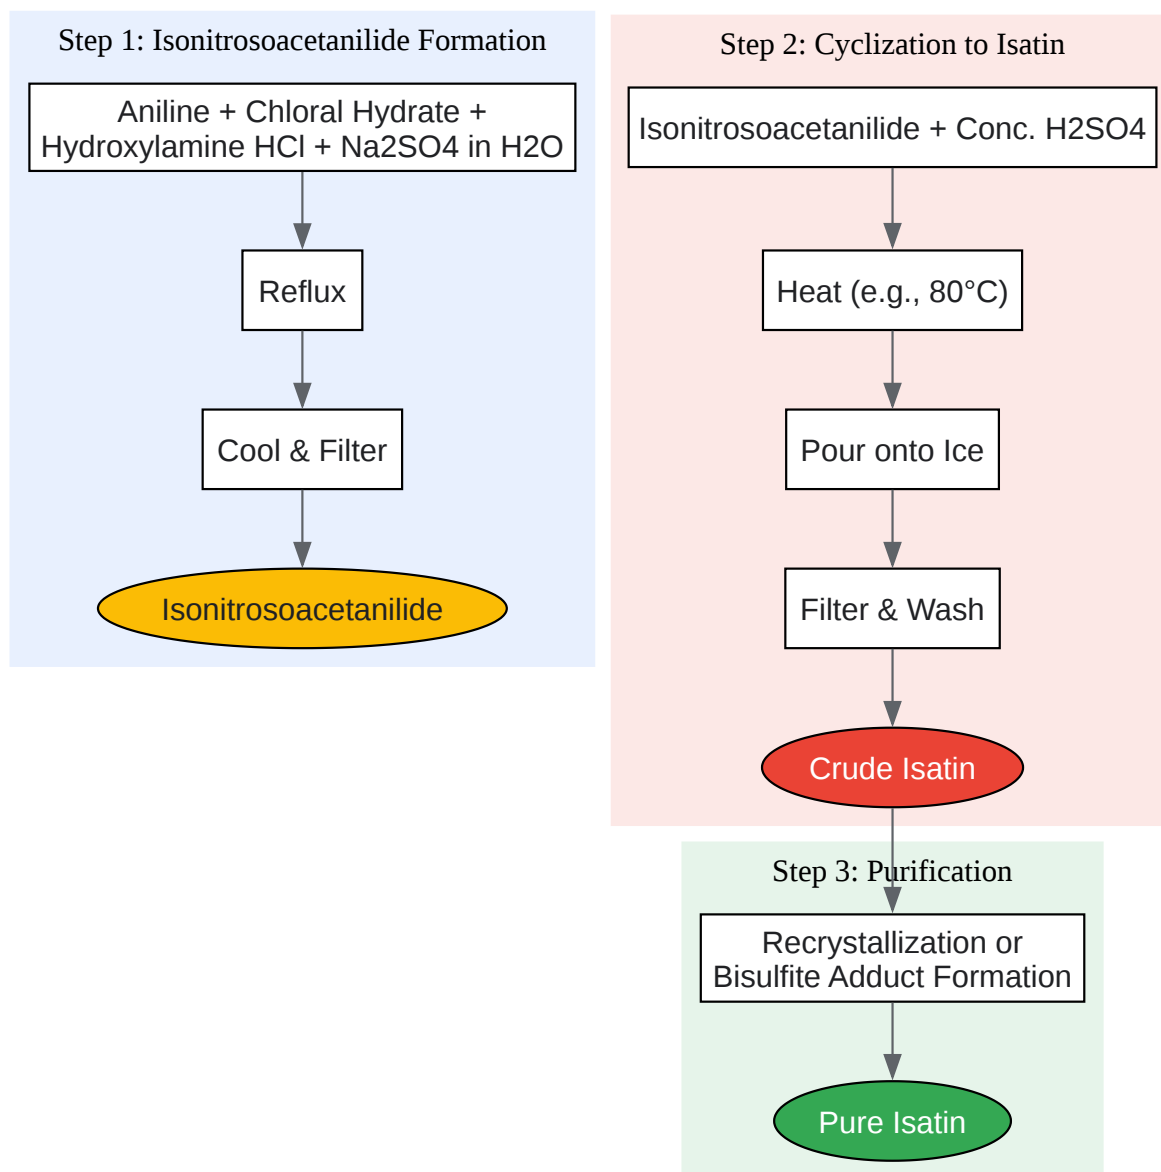 Step 1: Isonitrosoacetanilide Formation
Aniline + Chloral Hydrate +
Hydroxylamine HCl + Na2SO4 in H2O
Reflux
Cool & Filter
Isonitrosoacetanilide
Step 2: Cyclization to Isatin
Isonitrosoacetanilide + Conc. H2SO4
Heat (e.g., 80°C)
Pour onto Ice
Filter & Wash
Crude Isatin
Step 3: Purification
Recrystallization or
Bisulfite Adduct Formation
Pure Isatin